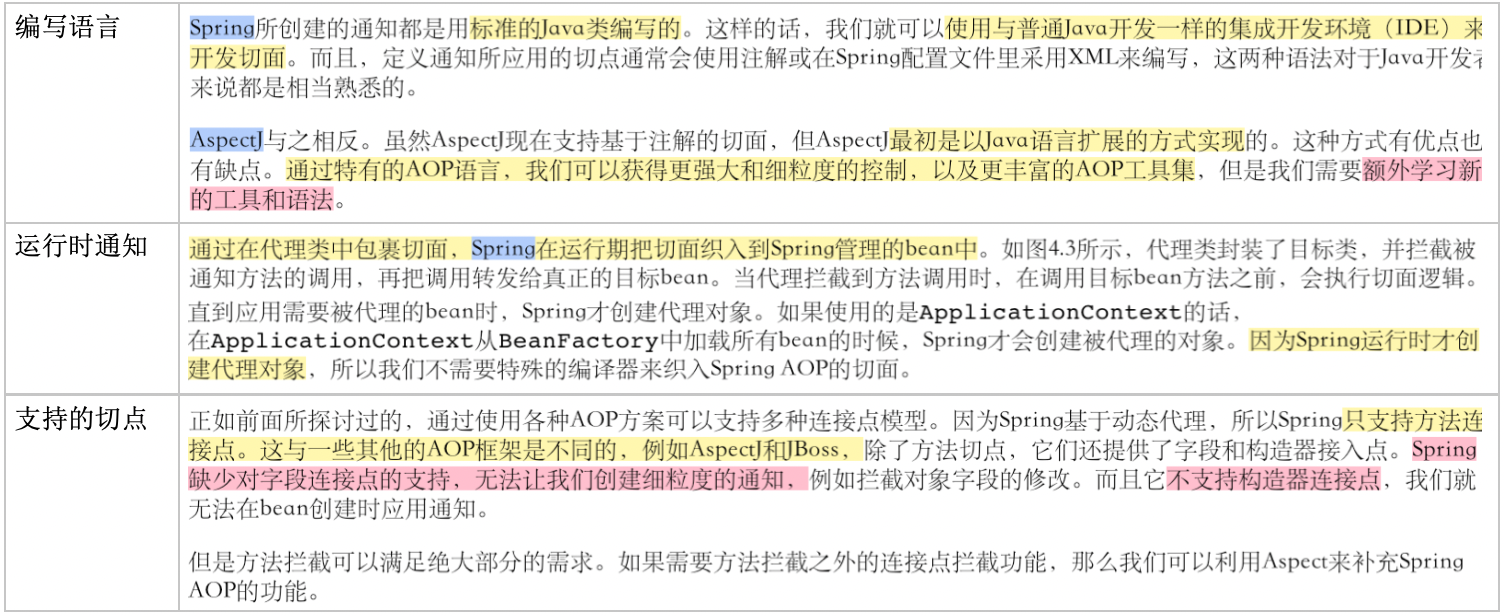 编写语言
Spring所创建的通知都是用标准的Java类编写的。这样的话，我们就可以使用与普通Java开发一样的集成开发环境（IDE）来
开发切面。而且，定义通知所应用的切点通常会使用注解或在Spring配置文件里采用XML来编写，这两种语法对于Java开发者
来说都是相当熟悉的。
AspectJ与之相反。虽然AspectJ现在支持基于注解的切面，但AspectJ最初是以Java语言扩展的方式实现的。这种方式有优点也
有缺点。通过特有的AOP语言，我们可以获得更强大和细粒度的控制，以及更丰富的AOP工具集，但是我们需要额外学习新
的工具和语法。
运行时通知
通过在代理类中包裹切面，Spring在运行期把切面织入到Spring管理的bean中。如图4.3所示，代理类封装了目标类，并拦截被
通知方法的调用，再把调用转发给真正的目标bean。当代理拦截到方法调用时，在调用目标bean方法之前，会执行切面逻辑。
直到应用需要被代理的bean时，Spring才创建代理对象。如果使用的是ApplicationContext的话，
在ApplicationContext从BeanFactory中加载所有bean的时候，Spring才会创建被代理的对象。因为Spring运行时才创
建代理对象，所以我们不需要特殊的编译器来织入Spring AOP的切面。
支持的切点
正如前面所探讨过的，通过使用各种AOP方案可以支持多种连接点模型。因为Spring基于动态代理，所以Spring只支持方法连
接点。这与一些其他的AOP框架是不同的，例如AspectJ和JBoss，除了方法切点，它们还提供了字段和构造器接入点。Spring
缺少对字段连接点的支持，无法让我们创建细粒度的通知，例如拦截对象字段的修改。而且它不支持构造器连接点，我们就
无法在bean创建时应用通知。
但是方法拦截可以满足绝大部分的需求。如果需要方法拦截之外的连接点拦截功能，那么我们可以利用Aspect来补充Spring
AOP的功能。